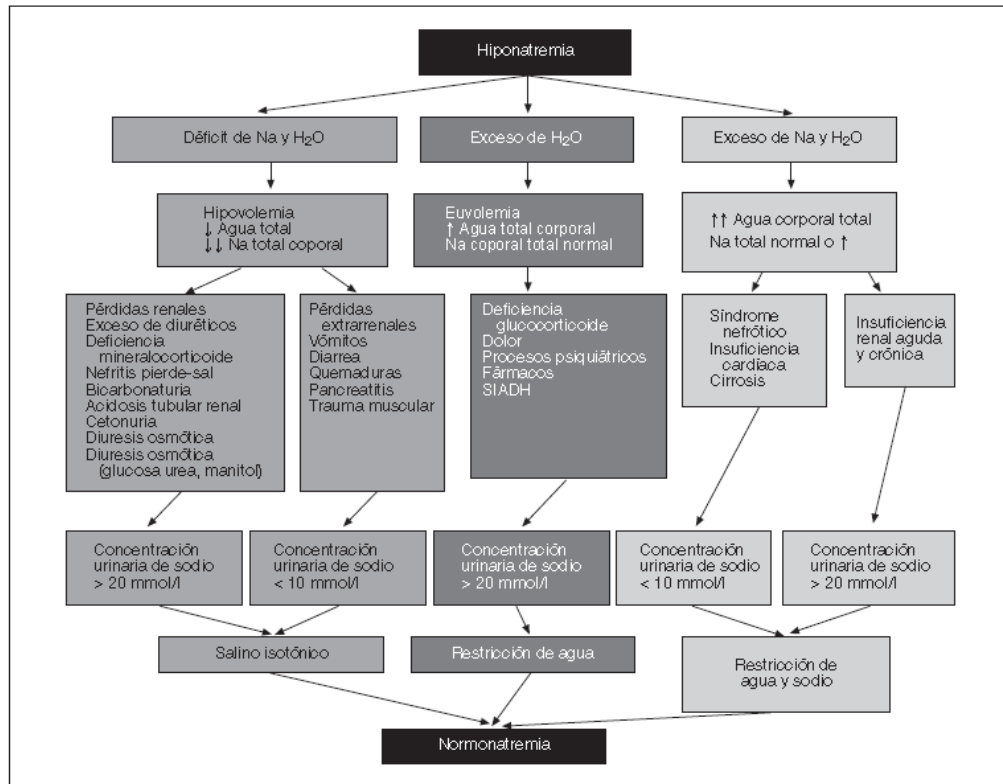 Hiponatremia
Déficit de Na y H₂O
Exceso de H₂O
Exceso de Na y H₂O
Hipovolemia
↓ Agua total
↓↓ Na total coporal
Euvolemia
↑ Agua total corporal
Na coporal total normal
↑↑ Agua corporal total
Na total normal o ↑
Pérdidas renales
Exceso de diuréticos
Deficiencia
mineralocorticoide
Nefritis pierde-sal
Bicarbonaturia
Acidosis tubular renal
Cetonuria
Diuresis osmótica
Diuresis osmótica
(glucosa urea, manitol)
Pérdidas
extrarrenales
Vómitos
Diarrea
Quemaduras
Pancreatitis
Trauma muscular
Deficiencia
glucocorticoide
Dolor
Procesos psiquiátricos
Fármacos
SIADH
Síndrome
nefrótico
Insuficiencia
cardíaca
Cirrosis
Insuficiencia
renal aguda
y crónica
Concentración
urinaria de sodio
> 20 mmol/l
Concentración
urinaria de sodio
< 10 mmol/l
Concentración
urinaria de sodio
> 20 mmol/l
Concentración
urinaria de sodio
< 10 mmol/l
Concentración
urinaria de sodio
> 20 mmol/l
Salino isotónico
Restricción de agua
Restricción de
agua y sodio
Normonatremia